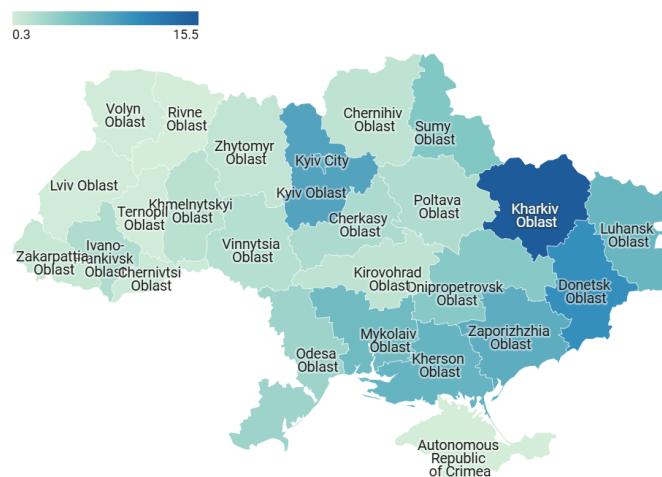 0.3
15.5
Volyn
Oblast
Rivne
Oblast
Chernihiv
Oblast
Sumy
Oblast
Zhytomyr
Oblast
Kyiv City
Lviv Oblast
Kyiv Oblast
Poltava
Oblast
Kharkiv
Oblast
Ternopil
Oblast
Khmelnytskyi
Oblast
Cherkasy
Oblast
Luhansk
Oblast
Vinnytsia
Oblast
Zakarpattia
Oblast
Ivano-
ankivsk
Oblast
Chernivtsi
Oblast
Kirovohrad
Oblast
Dnipropetrovsk
Oblast
Donetsk
Oblast
Mykolaiv
Oblast
Zaporizhzhia
Oblast
Odesa
Oblast
Kherson
Oblast
Autonomous
Republic
of Crimea